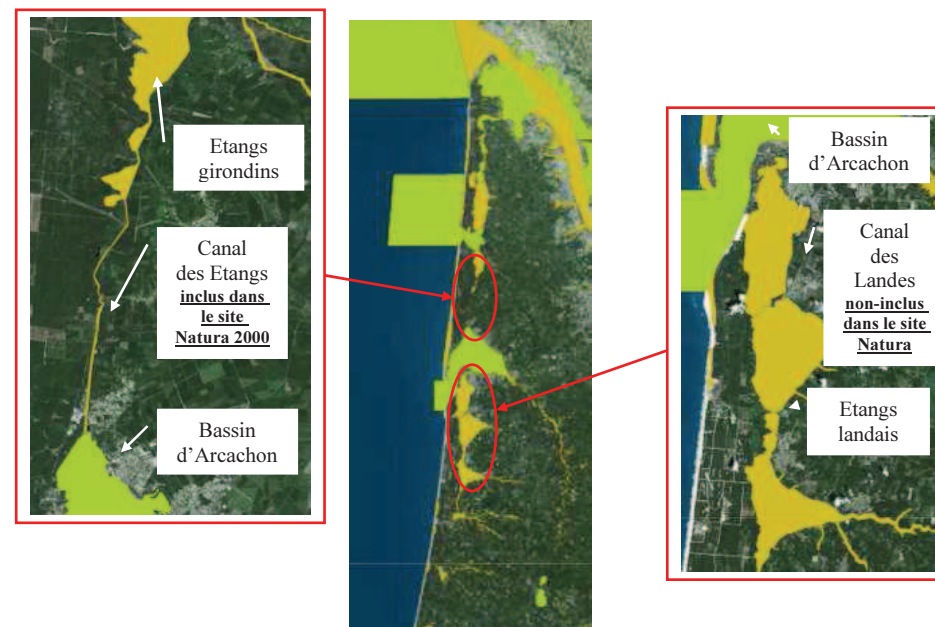 Etangs
girondins
Canal
des Etangs
inclus dans
le site
Natura 2000
Bassin
d'Arcachon
Bassin
d'Arcachon
Canal
des
Landes
non-inclus
dans le site
Natura
Etangs
landais